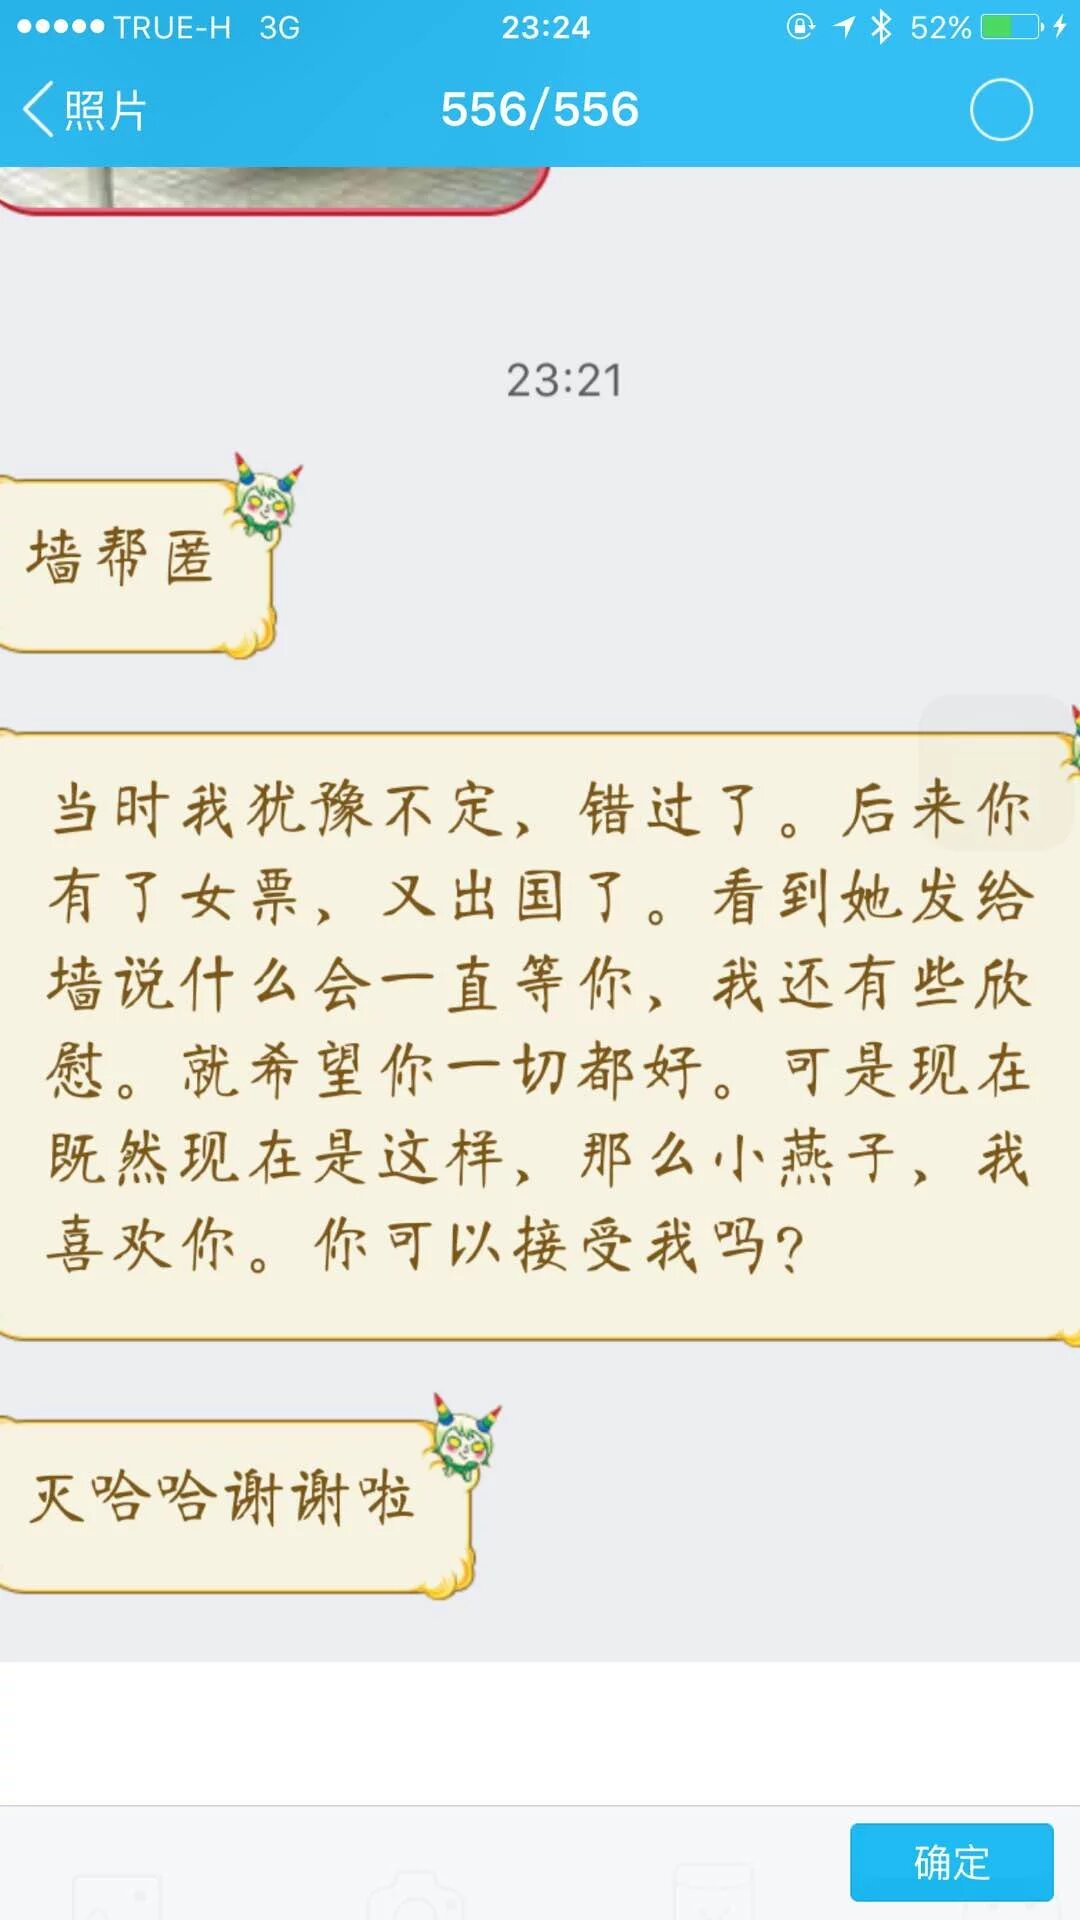 TRUE-H 3G 23:24 52%
照片 556/556
23:21
墙帮匿
当时我犹豫不定，错过了。后来你
有了女票，又出国了。看到她发给
墙说什么会一直等你，我还有些欣
慰。就希望你一切都好。可是现在
既然现在是这样，那么小燕子，我
喜欢你。你可以接受我吗?
灭哈哈谢谢啦
确定